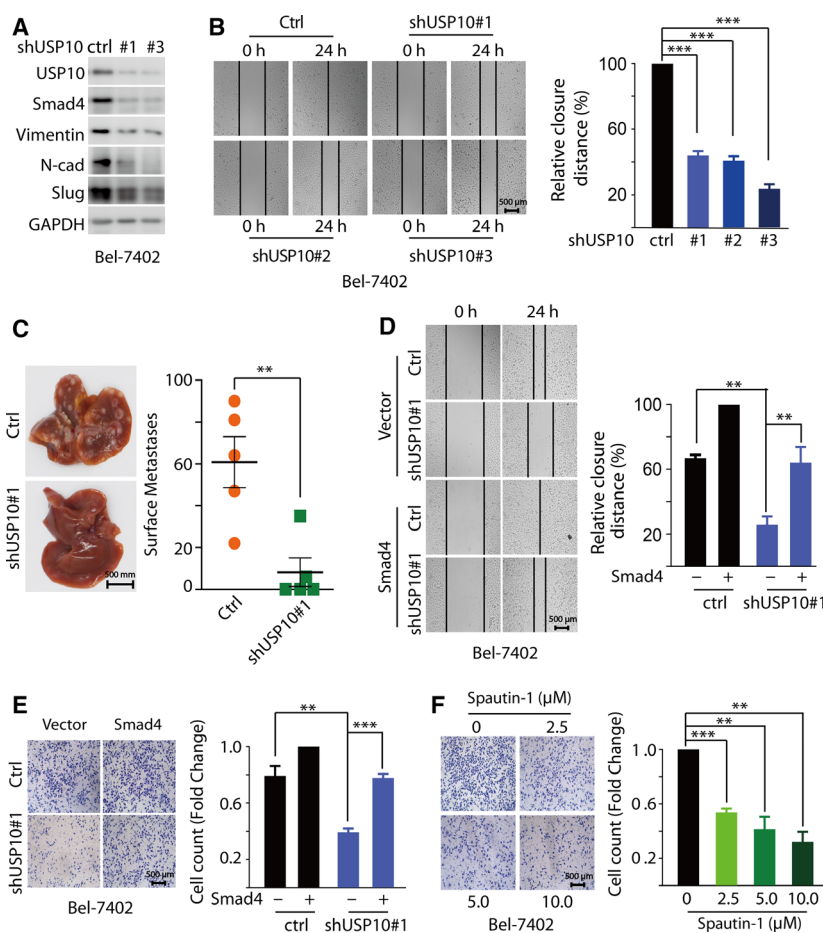 A
shUSP10 ctrl #1 #3
USP10
Smad4
Vimentin
N-cad
Slug
GAPDH
Bel-7402
B
Ctrl shUSP10#1
0 h 24 h 0 h 24 h
500 μm
0 h 24 h 0 h 24 h
shUSP10#2 shUSP10#3
Bel-7402
Relative closure
distance (%)
100
60
20
***
***
***
shUSP10 ctrl #1 #2 #3
C
Ctrl
shUSP10#1
500 mm
Surface Metastases
100
60
20
0
**
Ctrl
shUSP10#1
D
0 h 24 h
Vector
Ctrl
shUSP10#1
Smad4
Ctrl
shUSP10#1
500 μm
Bel-7402
Relative closure
distance (%)
100
60
20
**
**
Smad4 − + − +
ctrl shUSP10#1
E
Vector Smad4
Ctrl
shUSP10#1
500 μm
Bel-7402
Cell count (Fold Change)
1.0
0.6
0.2
**
***
Smad4 − + − +
ctrl shUSP10#1
F
Spautin-1 (μM)
0 2.5
500 μm
5.0 10.0
Bel-7402
Cell count (Fold Change)
1.0
0.6
0.2
**
**
***
0 2.5 5.0 10.0
Spautin-1 (μM)